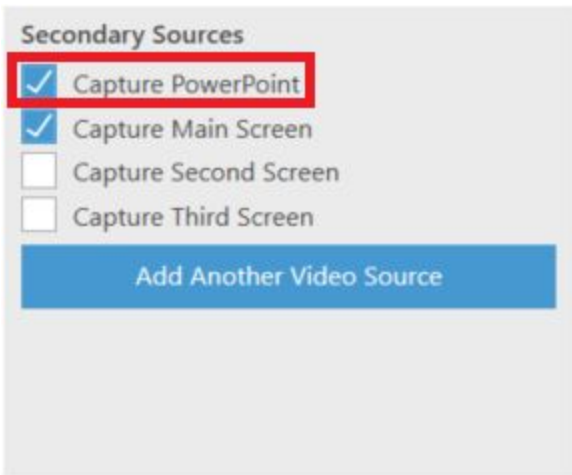 Secondary Sources
Capture PowerPoint
Capture Main Screen
Capture Second Screen
Capture Third Screen
Add Another Video Source